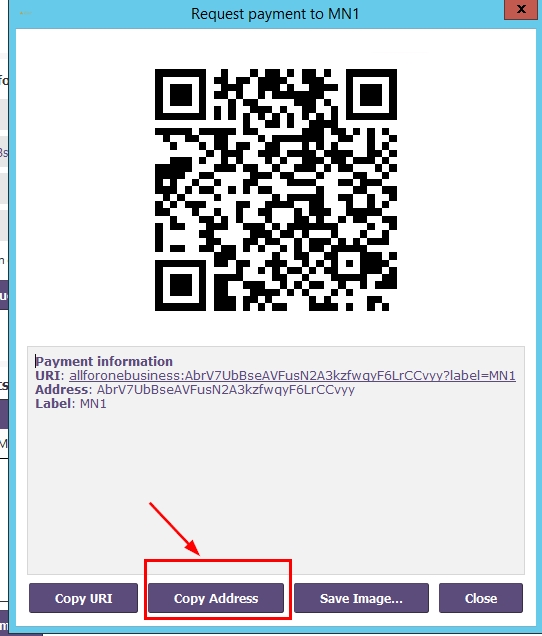 Request payment to MN1
x
Payment information
URI: allforonebusiness:AbrV7UbBseAVFusN2A3kzfwqyF6LrCCvyy?label=MN1
Address: AbrV7UbBseAVFusN2A3kzfwqyF6LrCCvyy
Label: MN1
Copy URI
Copy Address
Save Image...
Close